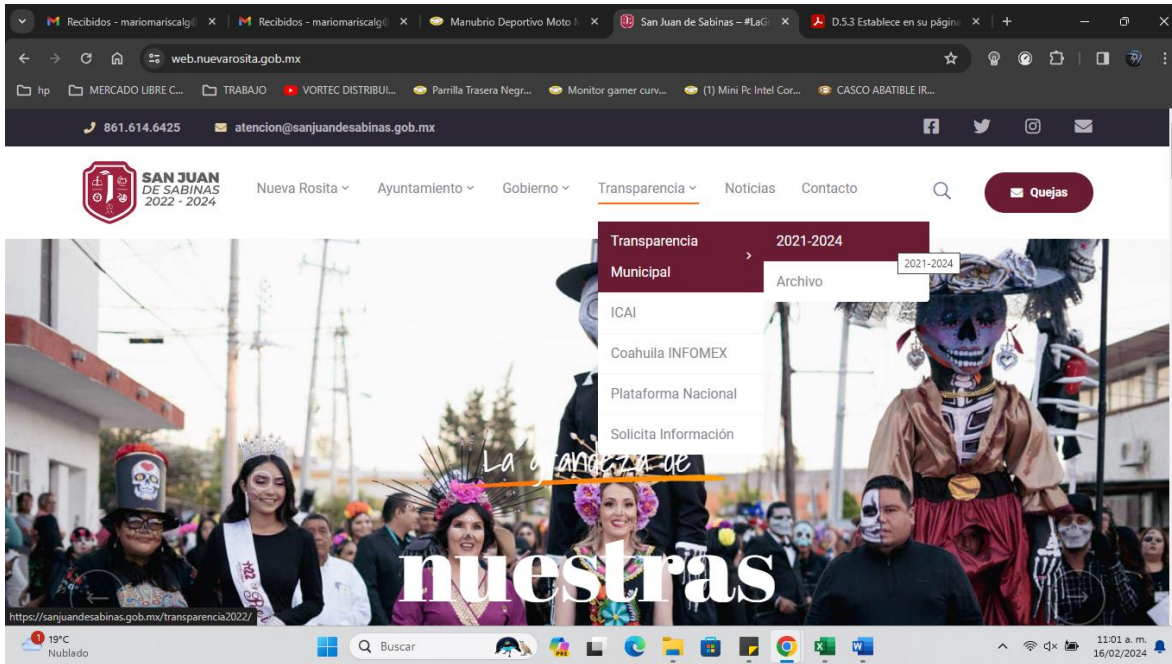 Recibidos - mariomariscalg@
Recibidos - mariomariscalg@
Manubrio Deportivo Moto
San Juan de Sabinas – #LaG
D.5.3 Establece en su página
web.nuevarosita.gob.mx
hp
MERCADO LIBRE C...
TRABAJO
VORTEC DISTRIBUI...
Parrilla Trasera Negr...
Monitor gamer curv...
(1) Mini Pc Intel Cor...
CASCO ABATIBLE IR...
861.614.6425
atencion@sanjuandesabinas.gob.mx
SAN JUAN
DE SABINAS
2022 - 2024
Nueva Rosita
Ayuntamiento
Gobierno
Transparencia
Noticias
Contacto
Quejas
Transparencia
Municipal
2021-2024
2021-2024
Archivo
ICAI
Coahuila INFOMEX
Plataforma Nacional
Solicita Información
La grandeza de
nuestras
https://sanjuandesabinas.gob.mx/transparencia2022/
1
19°C
Nublado
Buscar
PRE
11:01 a. m.
16/02/2024